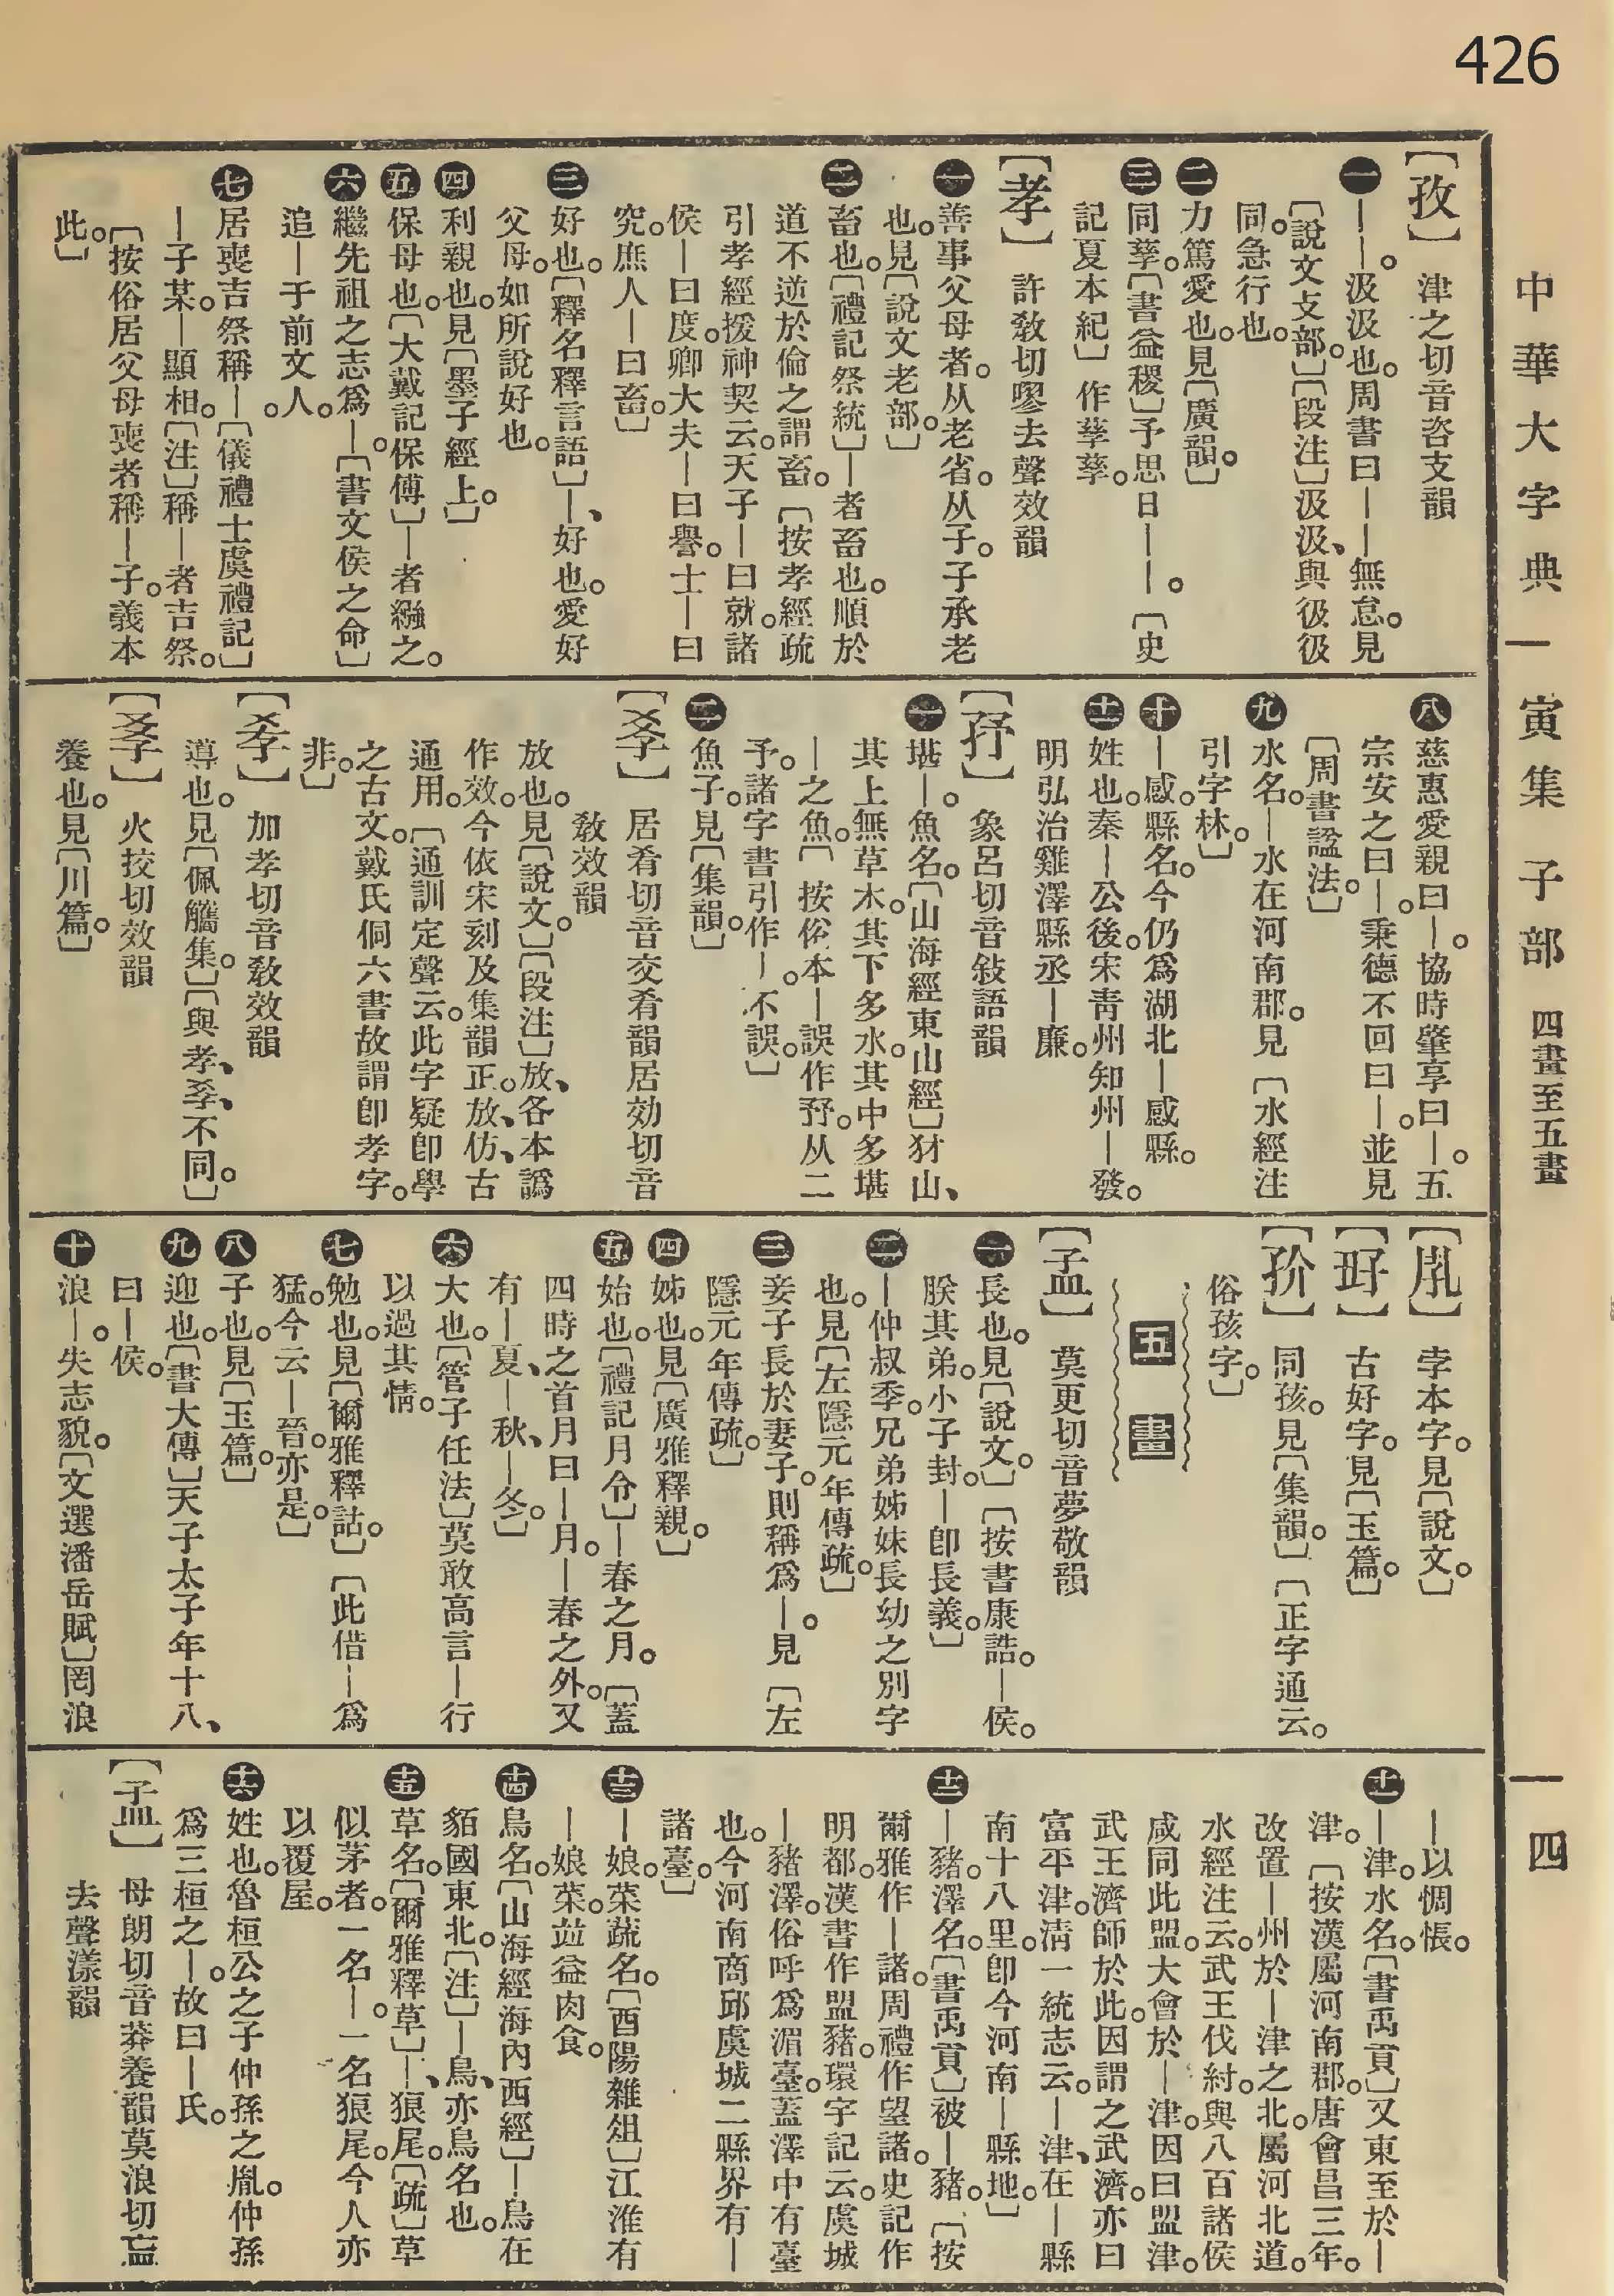 426
中華大字典 — 寅集 子部 四畫至五畫 — 四
【孜】 津之切音咨支韻
一 ——。汲汲也。周書曰——無怠。見
〔說文攴部。〕〔段注〕汲汲、與彶彶
同。急行也。
二 力篤愛也。見〔廣韻。〕
三 同孳。〔書益稷〕予思日——。〔史
記夏本紀〕作孳孳。
【孝】 許敎切嘐去聲效韻
一 善事父母者。从老省。从子。子承老
也。見〔說文老部。〕
二 畜也。〔禮記祭統〕—者畜也。順於
道不逆於倫之謂畜。〔按孝經疏
引孝經援神契云。天子—曰就。諸
侯—曰度。卿大夫—曰譽。士—曰
究。庶人—曰畜。〕
三 好也。〔釋名釋言語〕—、好也。愛好
父母。如所說好也。
四 利親也。見〔墨子經上。〕
五 保母也。〔大戴記保傅〕—者繈之。
六 繼先祖之志爲—。〔書文侯之命〕
追—于前文人。
七 居喪吉祭稱—。〔儀禮士虞禮記〕
—子某。—顯相。〔注〕稱—者吉祭。
〔按俗居父母喪者稱—子。義本
此。〕
八 慈惠愛親曰—。協時肇享曰—。五
宗安之曰—。秉德不回曰—。並見
〔周書諡法。〕
九 水名。—水在河南郡。見〔水經注
引字林。〕
十 —感。縣名。今仍爲湖北—感縣。
十一 姓也。秦—公後。宋靑州知州—發。
明弘治雞澤縣丞—廉。
【㜿】 象呂切音敍語韻
一 堪—。魚名。〔山海經東山經〕犲山、
其上無草木。其下多水。其中多堪
—之魚。〔按俗本—誤作㺄。从二
予。諸字書引作—。不誤。〕
二 魚子。見〔集韻。〕
【𡥈】 居肴切音交肴韻居効切音
敎效韻
放也。見〔說文。〕〔段注〕放、各本譌
作效。今依宋刻及集韻正。放、仿古
通用。〔通訓定聲云。此字疑卽學
之古文。戴氏侗六書故謂卽孝字。
非。〕
加孝切音敎效韻
導也。見〔佩觿集。〕〔與孝、不同。〕
火挍切效韻
養也。見〔川篇。〕
孛本字。見〔說文。〕
古好字。見〔玉篇。〕
同孩。見〔集韻。〕〔正字通云。
俗孩字。〕
五畫
【孟】 莫更切音夢敬韻
一 長也。見〔說文。〕〔按書康誥。—侯。
朕其弟。小子封。—卽長義。〕
二 —仲叔季。兄弟姊妹長幼之別字
也。見〔左隱元年傳疏。〕
三 妾子長於妻子。則稱爲—。見〔左
隱元年傳疏。〕
四 姊也。見〔廣雅釋親。〕
五 始也。〔禮記月令〕—春之月。〔蓋
四時之首月曰—月。—春之外。又
有—夏、—秋、—冬。〕
六 大也。〔管子任法〕莫敢高言—行
以過其情。
七 勉也。見〔爾雅釋詁。〕〔此借—爲
猛。今云—晉。亦是。〕
八 子也。見〔玉篇。〕
九 迎也。〔書大傳〕天子太子年十八、
曰—侯。
十 浪—。失志貌。〔文選潘岳賦〕罔浪
—以惆悵。
十一 —津。水名。〔書禹貢〕又東至於—
津。〔按漢屬河南郡。唐會昌三年。
改置—州於—津之北。屬河北道。
水經注云。武王伐紂。與八百諸侯
咸同此盟。大會於—津。因曰盟津。
武王濟師於此。因謂之武濟。亦曰
富平津。淸一統志云。—津、在—縣
南十八里。卽今河南—縣地。〕
十二 —豬。澤名。〔書禹貢〕被—豬。〔按
爾雅作—諸。周禮作望諸。史記作
明都。漢書作盟豬。環宇記云。虞城
—豬澤。俗呼爲湄臺。蓋澤中有臺
也。今河南商邱虞城二縣界有—
諸臺。〕
十三 —娘。菜蔬名。〔酉陽雜俎〕江淮有
—娘菜。竝益肉食。
十四 鳥名。〔山海經海內西經〕—鳥在
貊國東北。〔注〕—鳥、亦鳥名也。
十五 草名。〔爾雅釋草〕—、狼尾。〔疏〕草
似茅者。一名—。一名狼尾。今人亦
以覆屋。
十六 姓也。魯桓公之子仲孫之胤。仲孫
爲三桓之—。故曰—氏。
母朗切音莽養韻莫浪切䀮
去聲漾韻